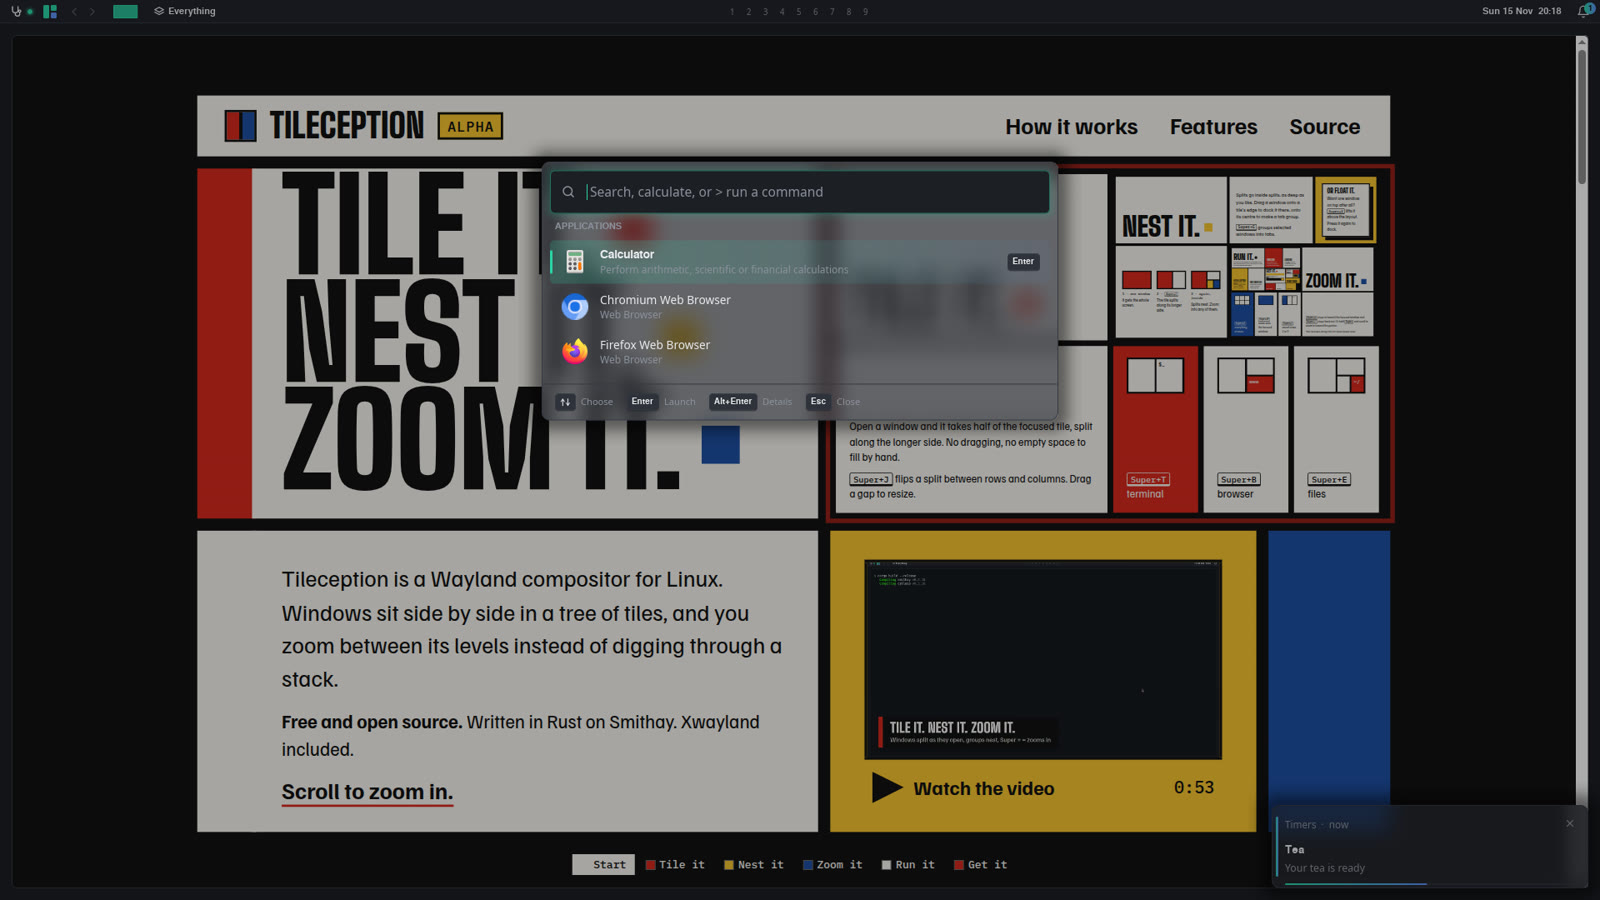 Everything
1 2 3 4 5 6 7 8 9
Sun 15 Nov 20:18
1
TILECEPTION ALPHA
How it works Features Source
TILE IT
NEST
ZOOM IT.
Search, calculate, or > run a command
APPLICATIONS
Calculator
Perform arithmetic, scientific or financial calculations
Enter
Chromium Web Browser
Web Browser
Firefox Web Browser
Web Browser
Choose Enter Launch Alt+Enter Details Esc Close
NEST IT.
OR FLOAT IT.
RUN IT.
ZOOM IT.
Open a window and it takes half of the focused tile, split
along the longer side. No dragging, no empty space to
fill by hand.
Super+J flips a split between rows and columns. Drag
a gap to resize.
Super+T
terminal
Super+B
browser
Super+E
files
Tileception is a Wayland compositor for Linux.
Windows sit side by side in a tree of tiles, and you
zoom between its levels instead of digging through a
stack.
Free and open source. Written in Rust on Smithay. Xwayland
included.
Scroll to zoom in.
TILE IT. NEST IT. ZOOM IT.
Watch the video 0:53
Start Tile it Nest it Zoom it Run it Get it
Timers · now
Tea
Your tea is ready